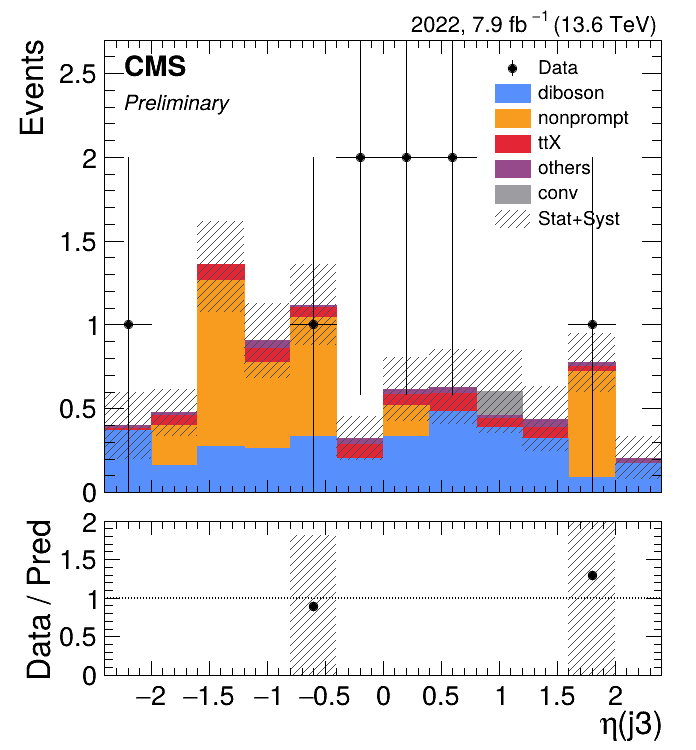 2022, 7.9 fb⁻¹ (13.6 TeV)
Events
CMS
Preliminary
Data
diboson
nonprompt
ttX
others
conv
Stat+Syst
2.5
2
1.5
1
0.5
0
Data / Pred
2
1.5
1
0.5
0
−2 −1.5 −1 −0.5 0 0.5 1 1.5 2
η(j3)